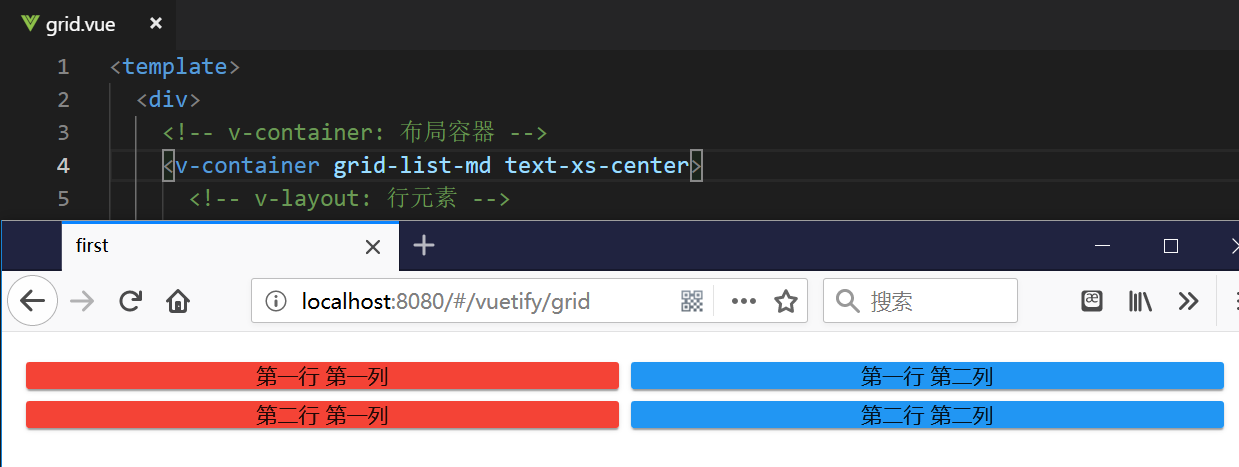 grid.vue
1 <template>
2 <div>
3 <!-- v-container: 布局容器 -->
4 <v-container grid-list-md text-xs-center>
5 <!-- v-layout: 行元素 -->
first
localhost:8080/#/vuetify/grid 搜索
第一行 第一列 第一行 第二列
第二行 第一列 第二行 第二列